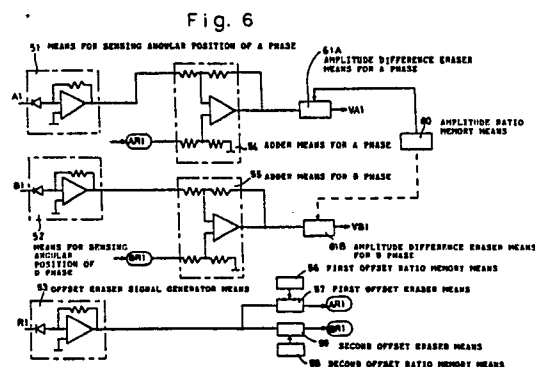 Fig. 6
51 MEANS FOR SENSING ANGULAR POSITION OF A PHASE
61A
AMPLITUDE DIFFERENCE ERASER
MEANS FOR A PHASE
A1
VA1
60 AMPLITUDE RATIO
MEMORY MEANS
AR1
54 ADDER MEANS FOR A PHASE
55 ADDER MEANS FOR B PHASE
B1
VB1
52
MEANS FOR SENSING
ANGULAR
POSITION OF
B PHASE
BR1
61B AMPLITUDE DIFFERENCE ERASER MEANS
FOR B PHASE
53 OFFSET ERASER SIGNAL GENERATOR MEANS
56 FIRST OFFSET RATIO MEMORY MEANS
57 FIRST OFFSET ERASER MEANS
R1
AR1
BR1
SECOND OFFSET ERASER MEANS
SECOND OFFSET RATIO MEMORY MEANS